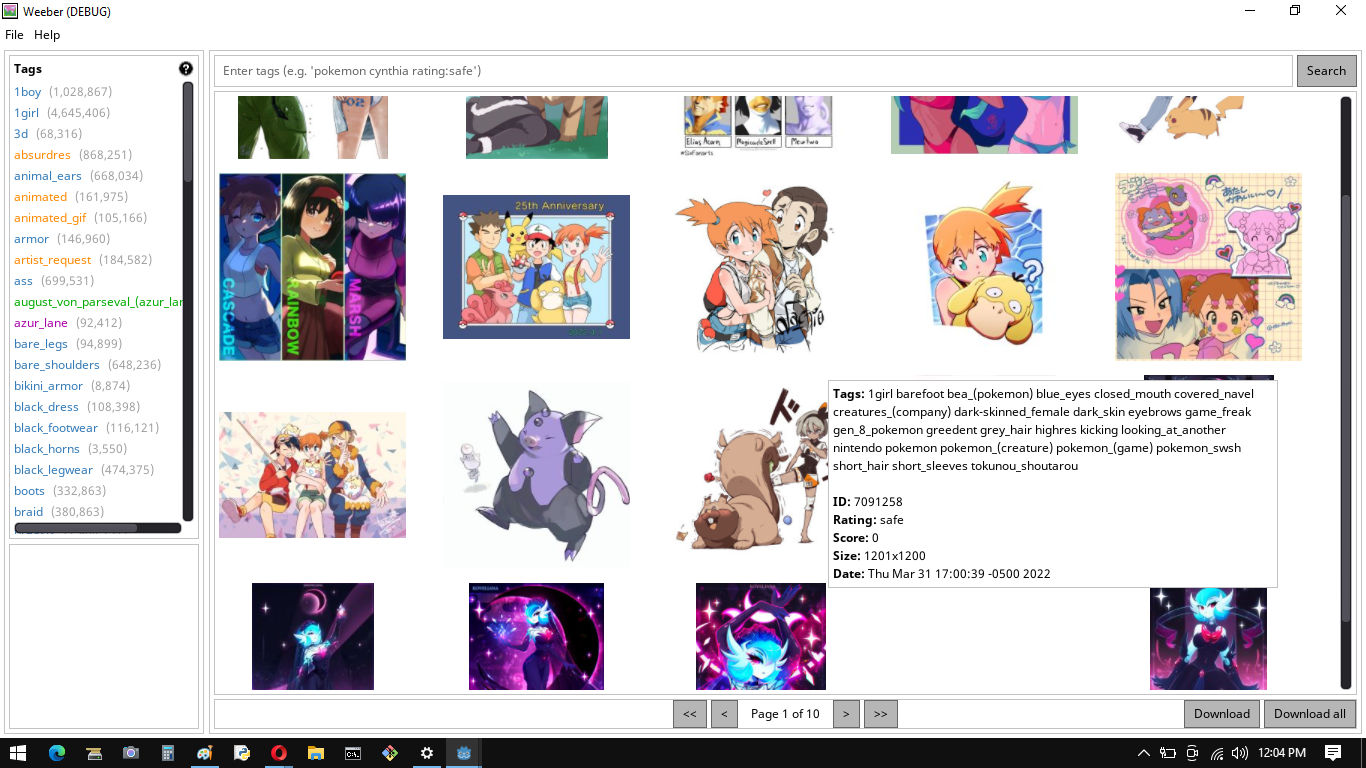 Weeber (DEBUG)
File Help
Tags
1boy (1,028,867)
1girl (4,645,406)
3d (68,316)
absurdres (868,251)
animal_ears (668,034)
animated (161,975)
animated_gif (105,166)
armor (146,960)
artist_request (184,582)
ass (699,531)
august_von_parseval_(azur_lan
azur_lane (92,412)
bare_legs (94,899)
bare_shoulders (648,236)
bikini_armor (8,874)
black_dress (108,398)
black_footwear (116,121)
black_horns (3,550)
black_legwear (474,375)
boots (332,863)
braid (380,863)
Enter tags (e.g. 'pokemon cynthia rating:safe')
Search
Elias Acorn
MagicadeSpell
Mewtwo
#SixFanarts
CASCADE
RAINBOW
MARSH
25th Anniversary
?
ド
Tags: 1girl barefoot bea_(pokemon) blue_eyes closed_mouth covered_navel
creatures_(company) dark-skinned_female dark_skin eyebrows game_freak
gen_8_pokemon greedent grey_hair highres kicking looking_at_another
nintendo pokemon pokemon_(creature) pokemon_(game) pokemon_swsh
short_hair short_sleeves tokunou_shoutarou
ID: 7091258
Rating: safe
Score: 0
Size: 1201x1200
Date: Thu Mar 31 17:00:39 -0500 2022
<< < Page 1 of 10 > >>
Download Download all
12:04 PM